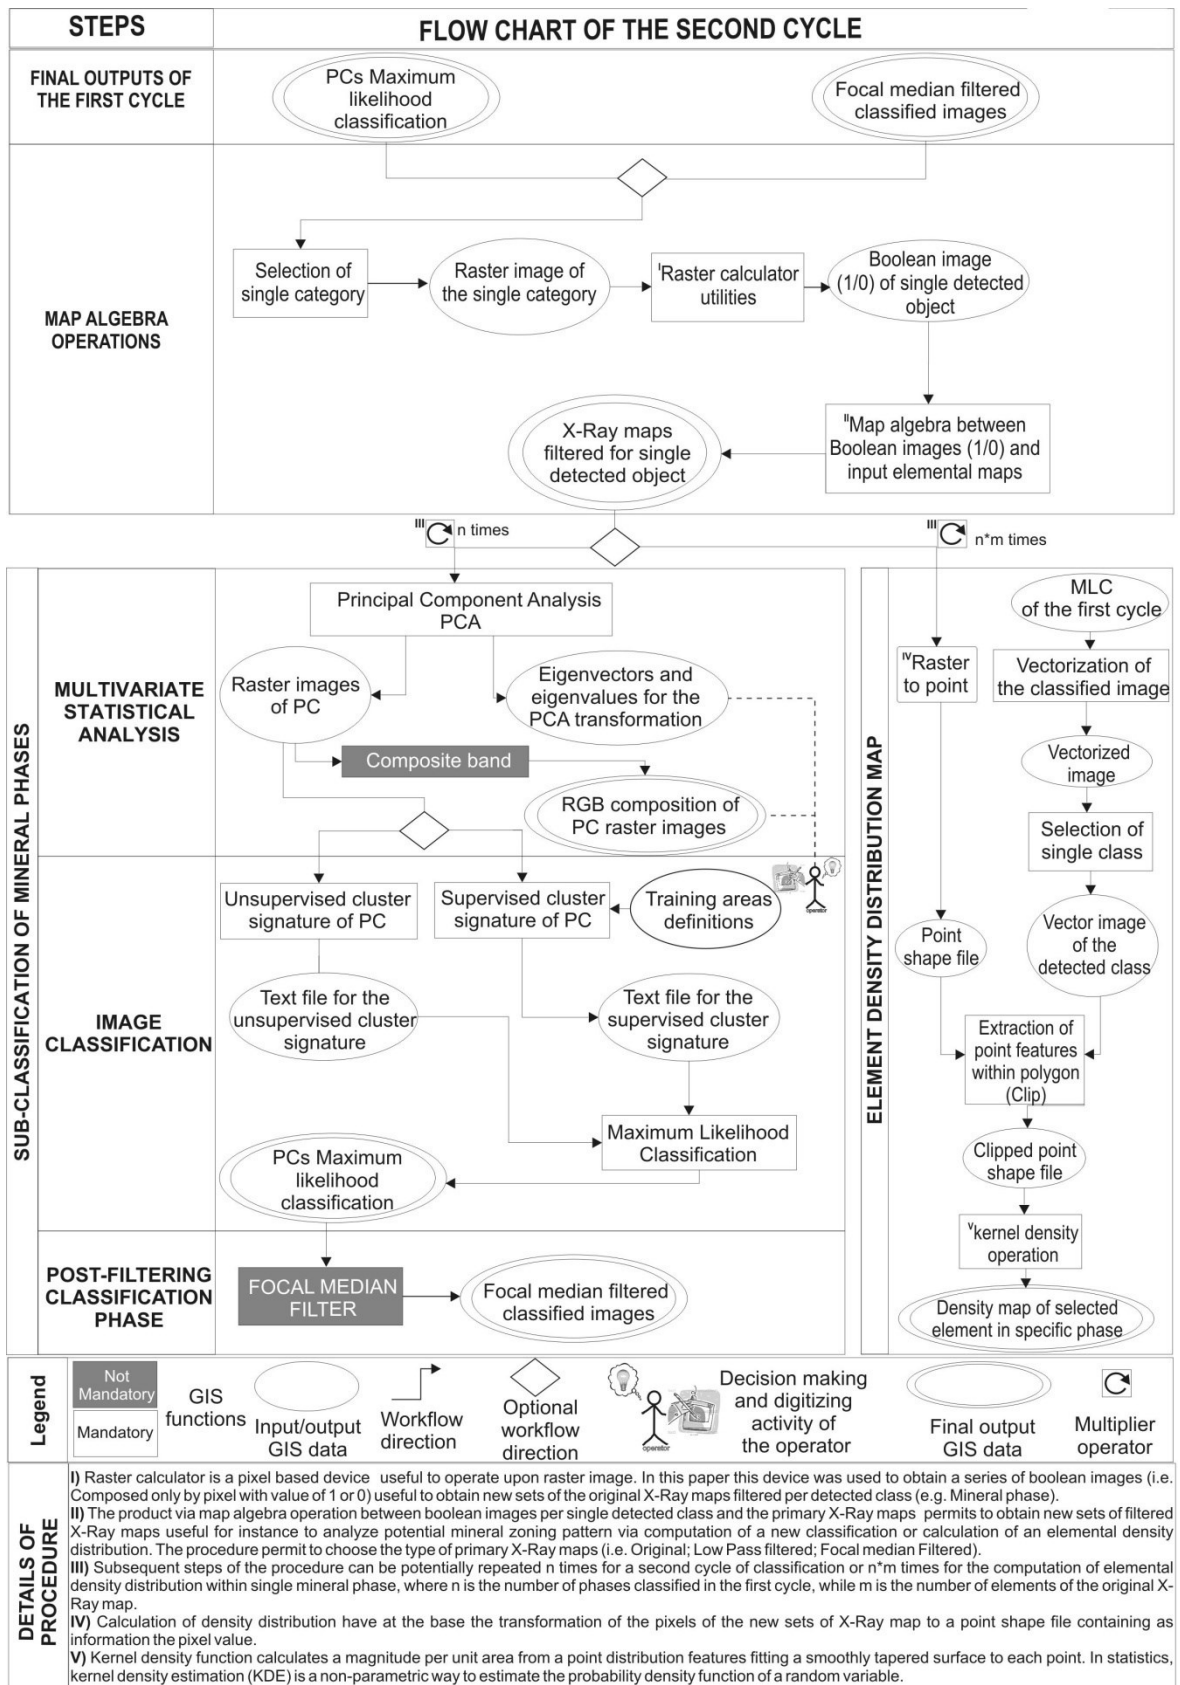 STEPS
FLOW CHART OF THE SECOND CYCLE
FINAL OUTPUTS OF
THE FIRST CYCLE
PCs Maximum
likelihood
classification
Focal median filtered
classified images
MAP ALGEBRA
OPERATIONS
Selection of
single category
Raster image of
the single category
I Raster calculator
utilities
Boolean image
(1/0) of single detected
object
II Map algebra between
Boolean images (1/0) and
input elemental maps
X-Ray maps
filtered for single
detected object
III n times
III n*m times
SUB-CLASSIFICATION OF MINERAL PHASES
MULTIVARIATE
STATISTICAL
ANALYSIS
Principal Component Analysis
PCA
Raster images
of PC
Eigenvectors and
eigenvalues for the
PCA transformation
Composite band
RGB composition of
PC raster images
IMAGE
CLASSIFICATION
Unsupervised cluster
signature of PC
Supervised cluster
signature of PC
Training areas
definitions
operator
Text file for the
unsupervised cluster
signature
Text file for the
supervised cluster
signature
Maximum Likelihood
Classification
PCs Maximum
likelihood
classification
POST-FILTERING
CLASSIFICATION
PHASE
FOCAL MEDIAN
FILTER
Focal median filtered
classified images
ELEMENT DENSITY DISTRIBUTION MAP
MLC
of the first cycle
IV Raster
to point
Vectorization of
the classified image
Vectorized
image
Selection of
single class
Point
shape file
Vector image
of the
detected class
Extraction of
point features
within polygon
(Clip)
Clipped point
shape file
V kernel density
operation
Density map of selected
element in specific phase
Legend
Not
Mandatory
Mandatory
GIS
functions
Input/output
GIS data
Workflow
direction
Optional
workflow
direction
operator
Decision making
and digitizing
activity of
the operator
Final output
GIS data
Multiplier
operator
DETAILS OF
PROCEDURE
I) Raster calculator is a pixel based device useful to operate upon raster image. In this paper this device was used to obtain a series of boolean images (i.e.
Composed only by pixel with value of 1 or 0) useful to obtain new sets of the original X-Ray maps filtered per detected class (e.g. Mineral phase).
II) The product via map algebra operation between boolean images per single detected class and the primary X-Ray maps permits to obtain new sets of filtered
X-Ray maps useful for instance to analyze potential mineral zoning pattern via computation of a new classification or calculation of an elemental density
distribution. The procedure permit to choose the type of primary X-Ray maps (i.e. Original; Low Pass filtered; Focal median Filtered).
III) Subsequent steps of the procedure can be potentially repeated n times for a second cycle of classification or n*m times for the computation of elemental
density distribution within single mineral phase, where n is the number of phases classified in the first cycle, while m is the number of elements of the original X-
Ray map.
IV) Calculation of density distribution have at the base the transformation of the pixels of the new sets of X-Ray map to a point shape file containing as
information the pixel value.
V) Kernel density function calculates a magnitude per unit area from a point distribution features fitting a smoothly tapered surface to each point. In statistics,
kernel density estimation (KDE) is a non-parametric way to estimate the probability density function of a random variable.